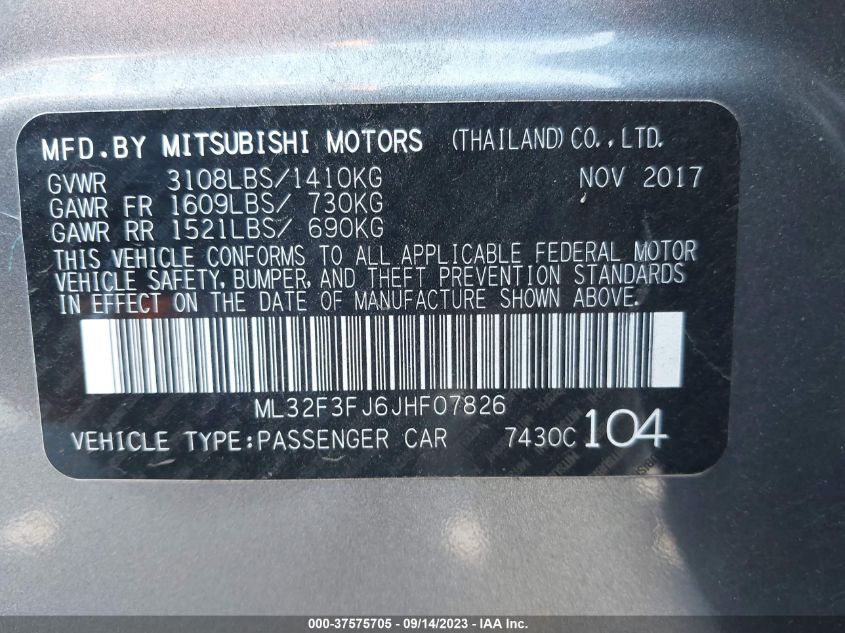 MFD.BY MITSUBISHI MOTORS (THAILAND) CO., LTD.
GVWR 3108LBS/1410KG NOV 2017
GAWR FR 1609LBS/ 730KG
GAWR RR 1521LBS/ 690KG
THIS VEHICLE CONFORMS TO ALL APPLICABLE FEDERAL MOTOR
VEHICLE SAFETY, BUMPER, AND THEFT PREVENTION STANDARDS
IN EFFECT ON THE DATE OF MANUFACTURE SHOWN ABOVE.
ML32F3FJ6JHF07826
VEHICLE TYPE:PASSENGER CAR 7430C 104
000-37575705 - 09/14/2023 - IAA Inc.